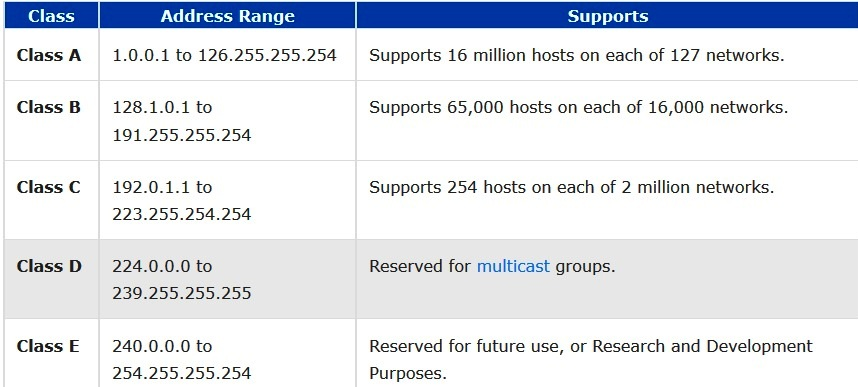 Class Address Range Supports
Class A 1.0.0.1 to 126.255.255.254 Supports 16 million hosts on each of 127 networks.
Class B 128.1.0.1 to Supports 65,000 hosts on each of 16,000 networks.
191.255.255.254
Class C 192.0.1.1 to Supports 254 hosts on each of 2 million networks.
223.255.254.254
Class D 224.0.0.0 to Reserved for multicast groups.
239.255.255.255
Class E 240.0.0.0 to Reserved for future use, or Research and Development
254.255.255.254 Purposes.